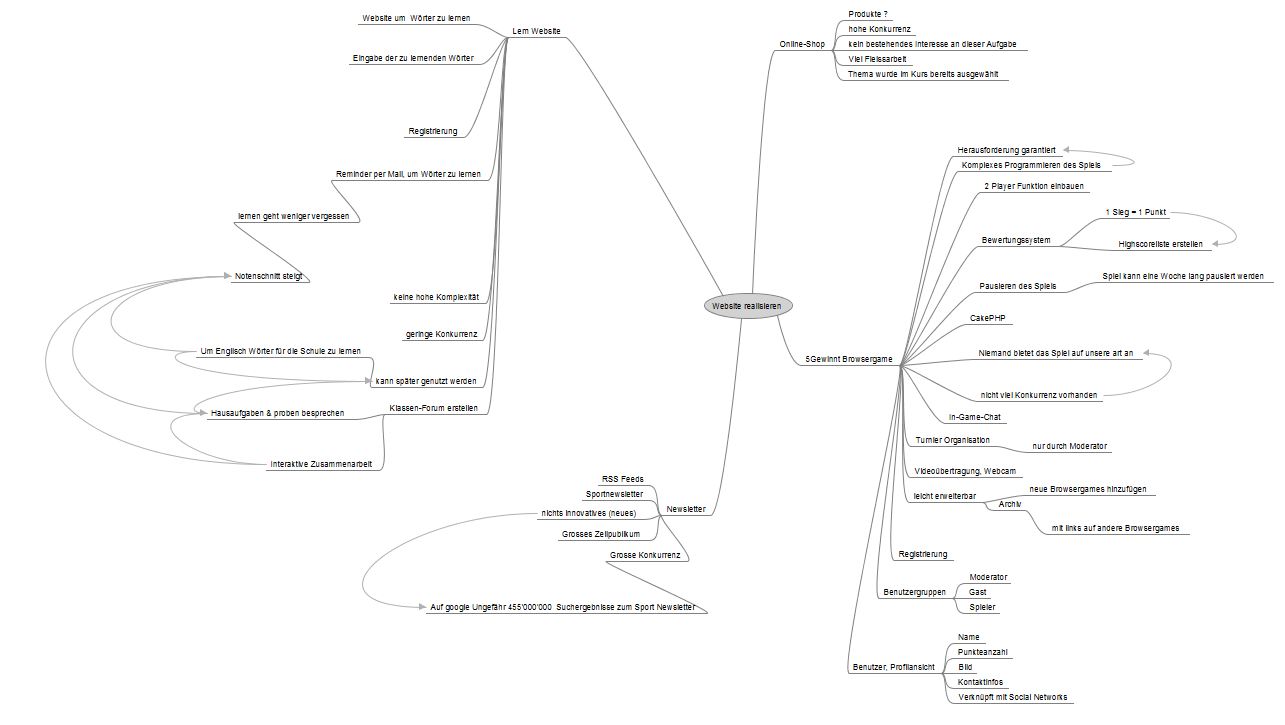 Website realisieren
Lern Website
Website um  Wörter zu lernen
Eingabe der zu lernenden Wörter
Registrierung
Reminder per Mail, um Wörter zu lernen
lernen geht weniger vergessen
Notenschnitt steigt
keine hohe Komplexität
geringe Konkurrenz
Um Englisch Wörter für die Schule zu lernen
kann später genutzt werden
Klassen-Forum erstellen
Hausaufgaben & proben besprechen
Interaktive Zusammenarbeit
Newsletter
RSS Feeds
Sportnewsletter
nichts innovatives (neues)
Grosses Zielpublikum
Grosse Konkurrenz
Auf google Ungefähr 455'000'000  Suchergebnisse zum Sport Newsletter
Online-Shop
Produkte ?
hohe Konkurrenz
kein bestehendes Interesse an dieser Aufgabe
Viel Fleissarbeit
Thema wurde im Kurs bereits ausgewählt
5Gewinnt Browsergame
Herausforderung garantiert
Komplexes Programmieren des Spiels
2 Player Funktion einbauen
Bewertungssystem
1 Sieg = 1 Punkt
Highscoreliste erstellen
Pausieren des Spiels
Spiel kann eine Woche lang pausiert werden
CakePHP
Niemand bietet das Spiel auf unsere art an
nicht viel Konkurrenz vorhanden
In-Game-Chat
Turnier Organisation
nur durch Moderator
Videoübertragung, Webcam
leicht erweiterbar
neue Browsergames hinzufügen
Archiv
mit links auf andere Browsergames
Registrierung
Benutzergruppen
Moderator
Gast
Spieler
Benutzer, Profilansicht
Name
Punkteanzahl
Bild
Kontaktinfos
Verknüpft mit Social Networks